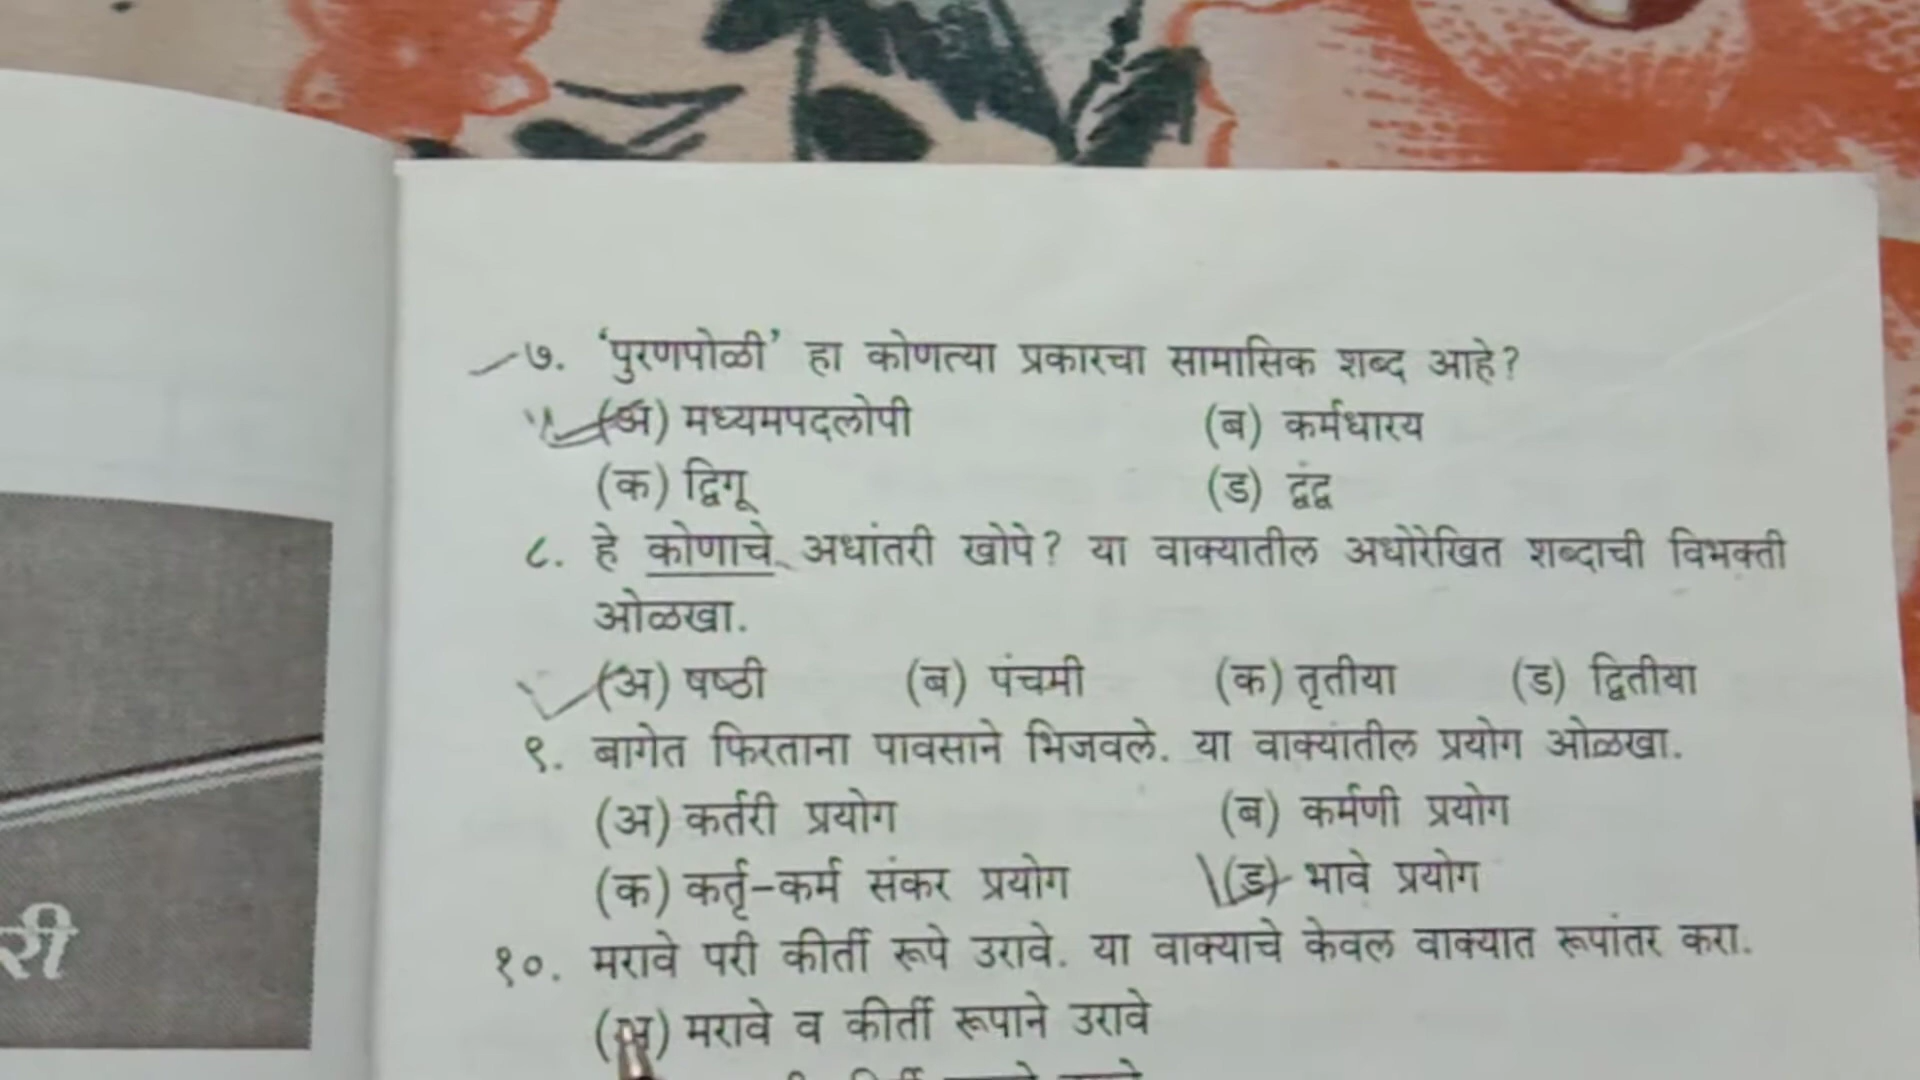 ७. 'पुरणपोळी' हा कोणत्या प्रकारचा सामासिक शब्द आहे?
(अ) मध्यमपदलोपी (ब) कर्मधारय
(क) द्विगू (ड) द्वंद्व
८. हे कोणाचे अधांतरी खोपे? या वाक्यातील अधोरेखित शब्दाची विभक्ती
ओळखा.
(अ) षष्ठी (ब) पंचमी (क) तृतीया (ड) द्वितीया
९. बागेत फिरताना पावसाने भिजवले. या वाक्यातील प्रयोग ओळखा.
(अ) कर्तरी प्रयोग (ब) कर्मणी प्रयोग
(क) कर्तृ-कर्म संकर प्रयोग (ड) भावे प्रयोग
१०. मरावे परी कीर्ती रूपे उरावे. या वाक्याचे केवल वाक्यात रूपांतर करा.
(अ) मरावे व कीर्ती रूपाने उरावे
री